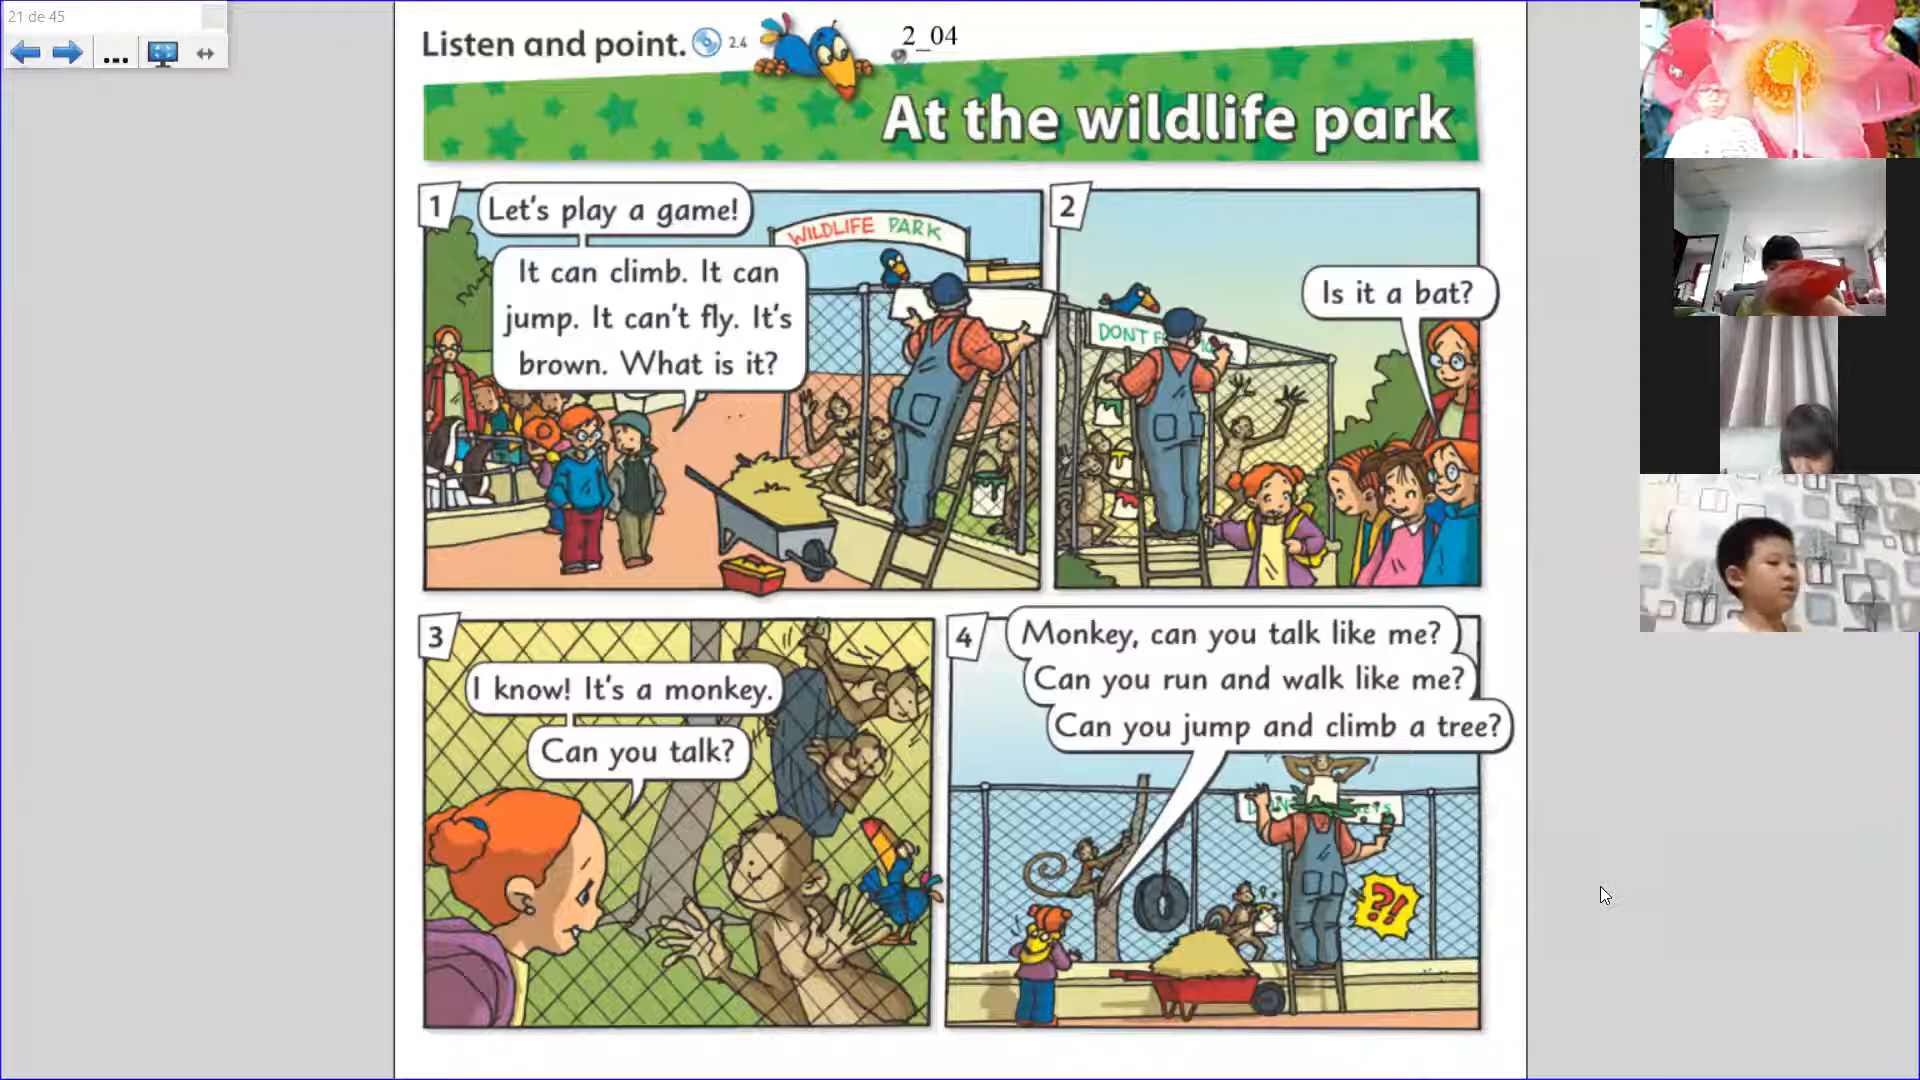 21 de 45
...
Listen and point. 2.4
2_04
At the wildlife park
1
Let's play a game!
It can climb. It can
jump. It can't fly. It's
brown. What is it?
WILDLIFE PARK
2
Is it a bat?
DON'T
3
I know! It's a monkey.
Can you talk?
4
Monkey, can you talk like me?
Can you run and walk like me?
Can you jump and climb a tree?
?!